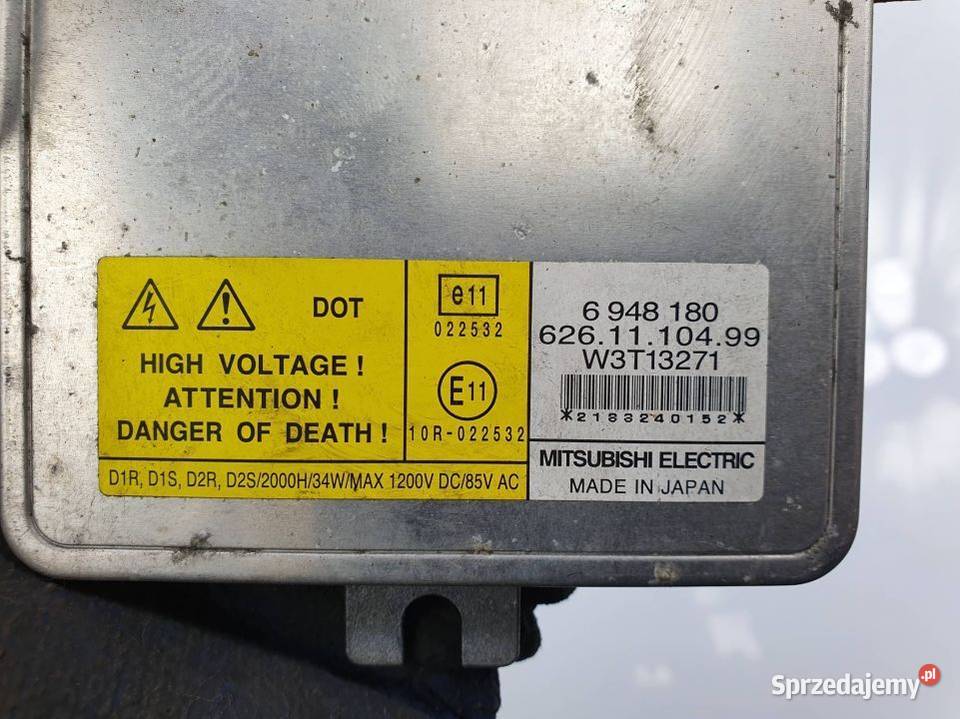 DOT
HIGH VOLTAGE !
ATTENTION !
DANGER OF DEATH !
e11
022532
E11
10R-022532
D1R, D1S, D2R, D2S/2000H/34W/MAX 1200V DC/85V AC
6 948 180
626.11.104.99
W3T13271
*2183240152*
MITSUBISHI ELECTRIC
MADE IN JAPAN
Sprzedajemy.pl